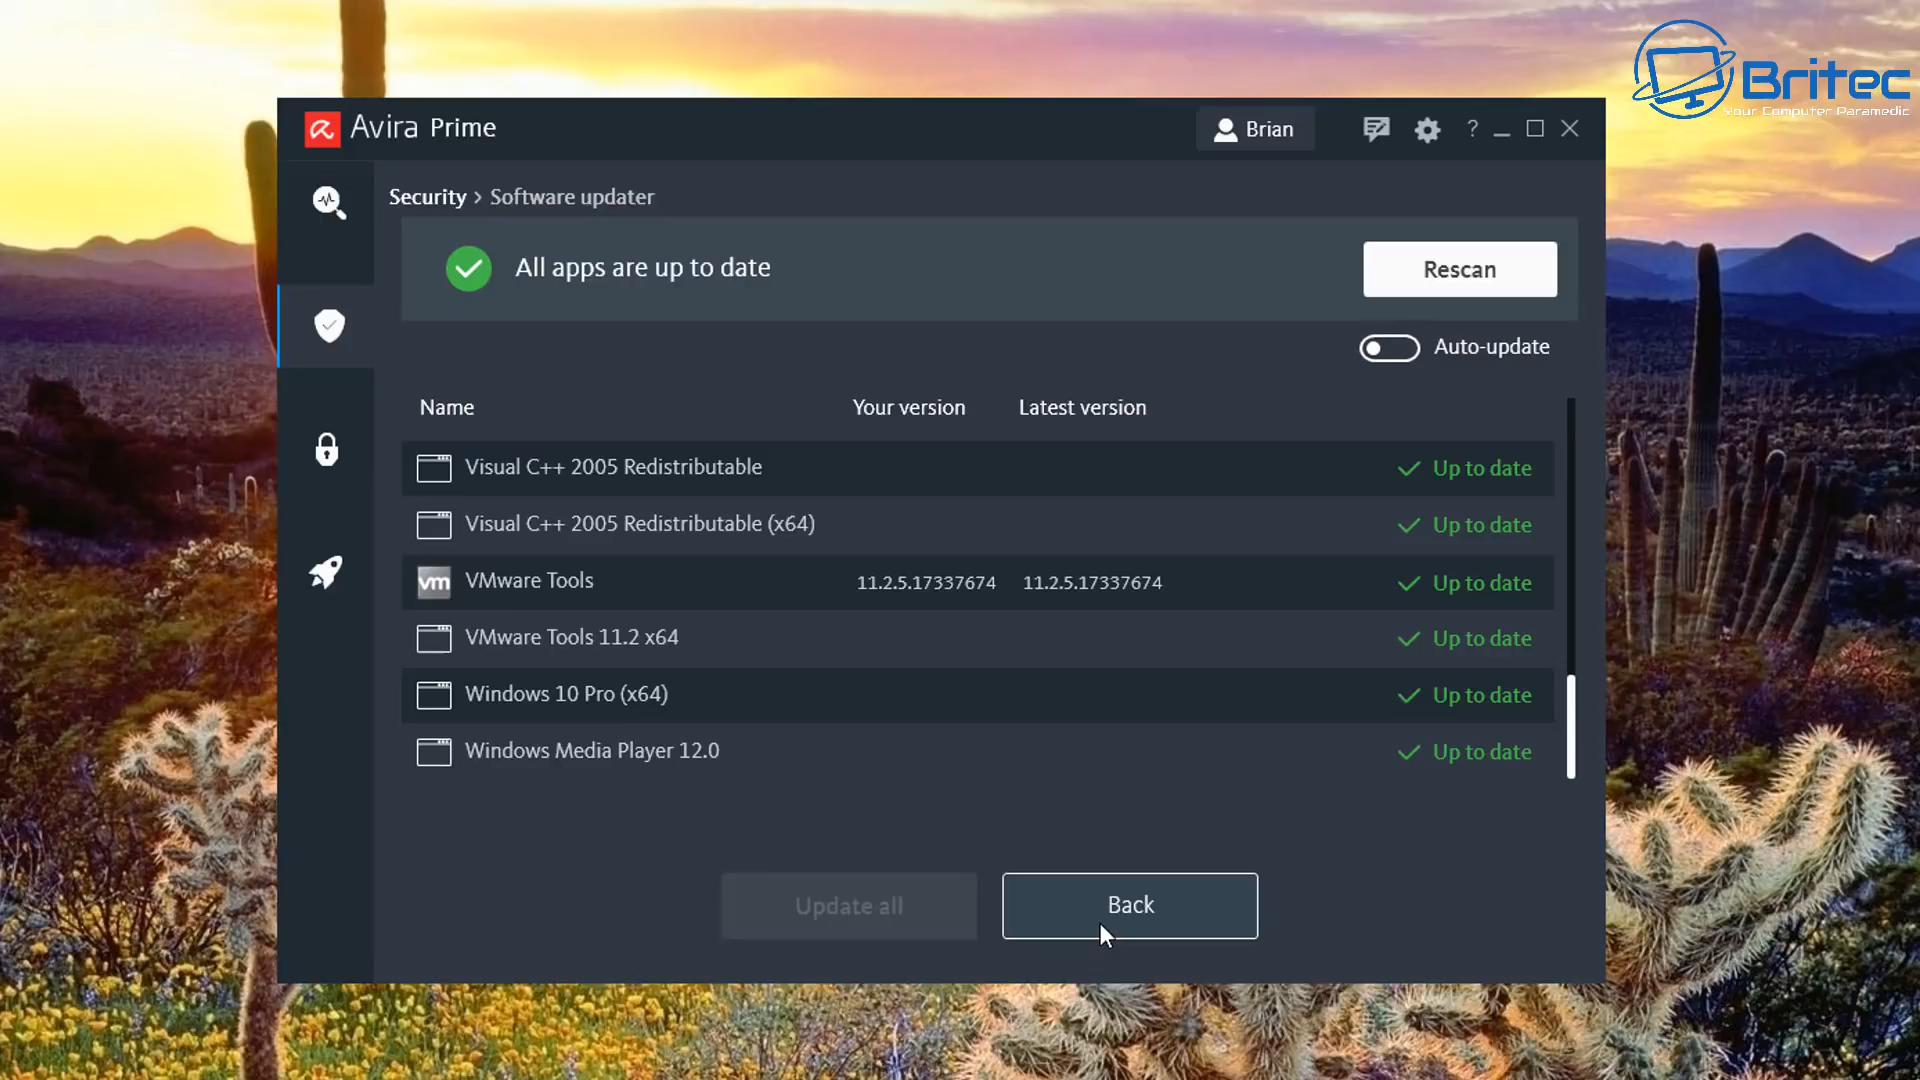 Britec
Your Computer Paramedic
Avira Prime
Brian
?
Security > Software updater
All apps are up to date
Rescan
Auto-update
Name Your version Latest version
Visual C++ 2005 Redistributable Up to date
Visual C++ 2005 Redistributable (x64) Up to date
vm VMware Tools 11.2.5.17337674 11.2.5.17337674 Up to date
VMware Tools 11.2 x64 Up to date
Windows 10 Pro (x64) Up to date
Windows Media Player 12.0 Up to date
Update all Back